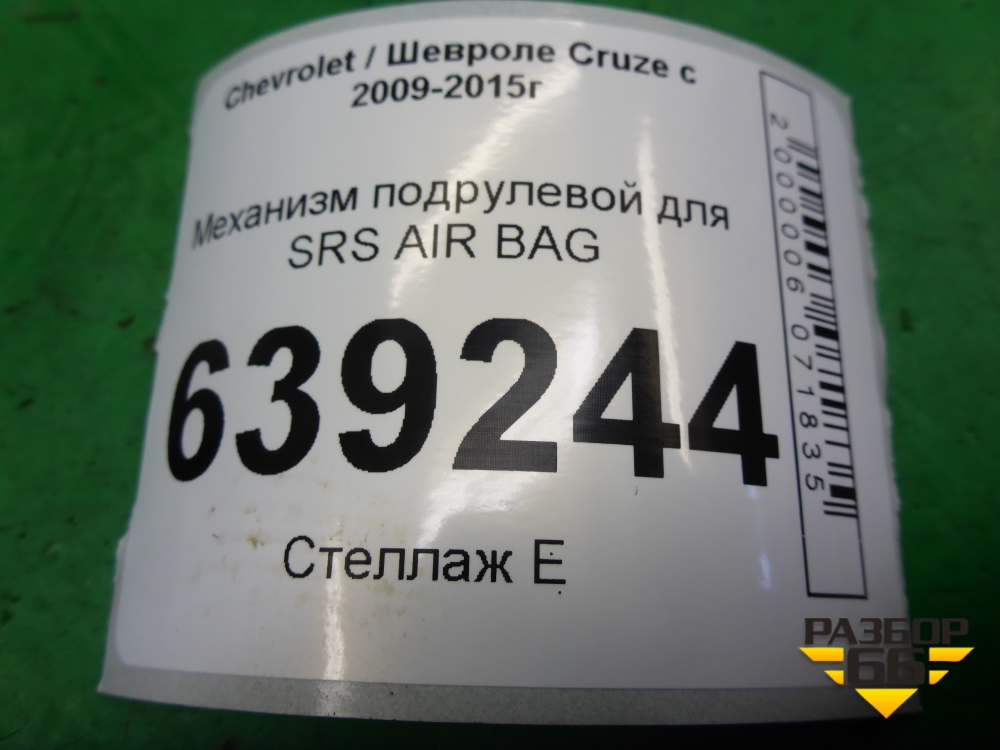 Chevrolet / Шевроле Cruze с
2009-2015г
Механизм подрулевой для
SRS AIR BAG
639244
Стеллаж Е
2000006071835
РАЗБОР
66